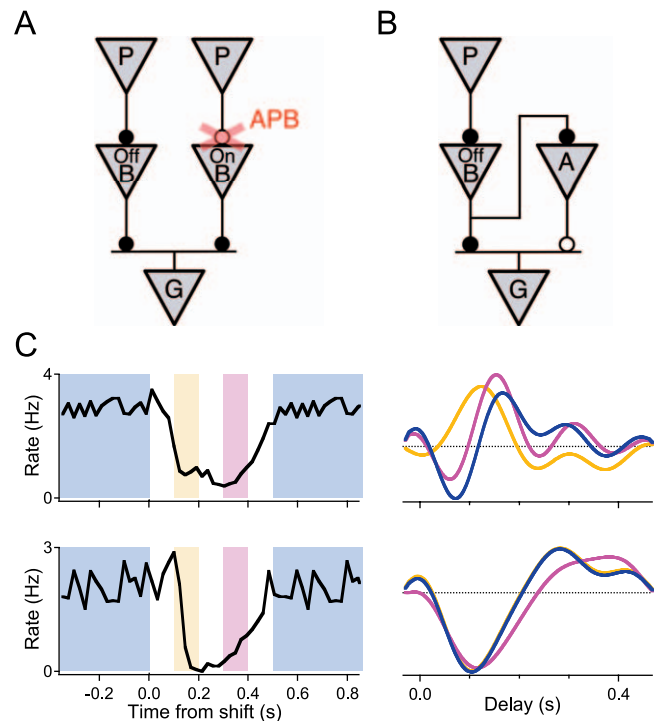 A
B
P
P
APB
Off
B
On
B
G
P
Off
B
A
G
C
4
Rate (Hz)
0
3
Rate (Hz)
0
-0.2 0.0 0.2 0.4 0.6 0.8
Time from shift (s)
0.0 0.4
Delay (s)